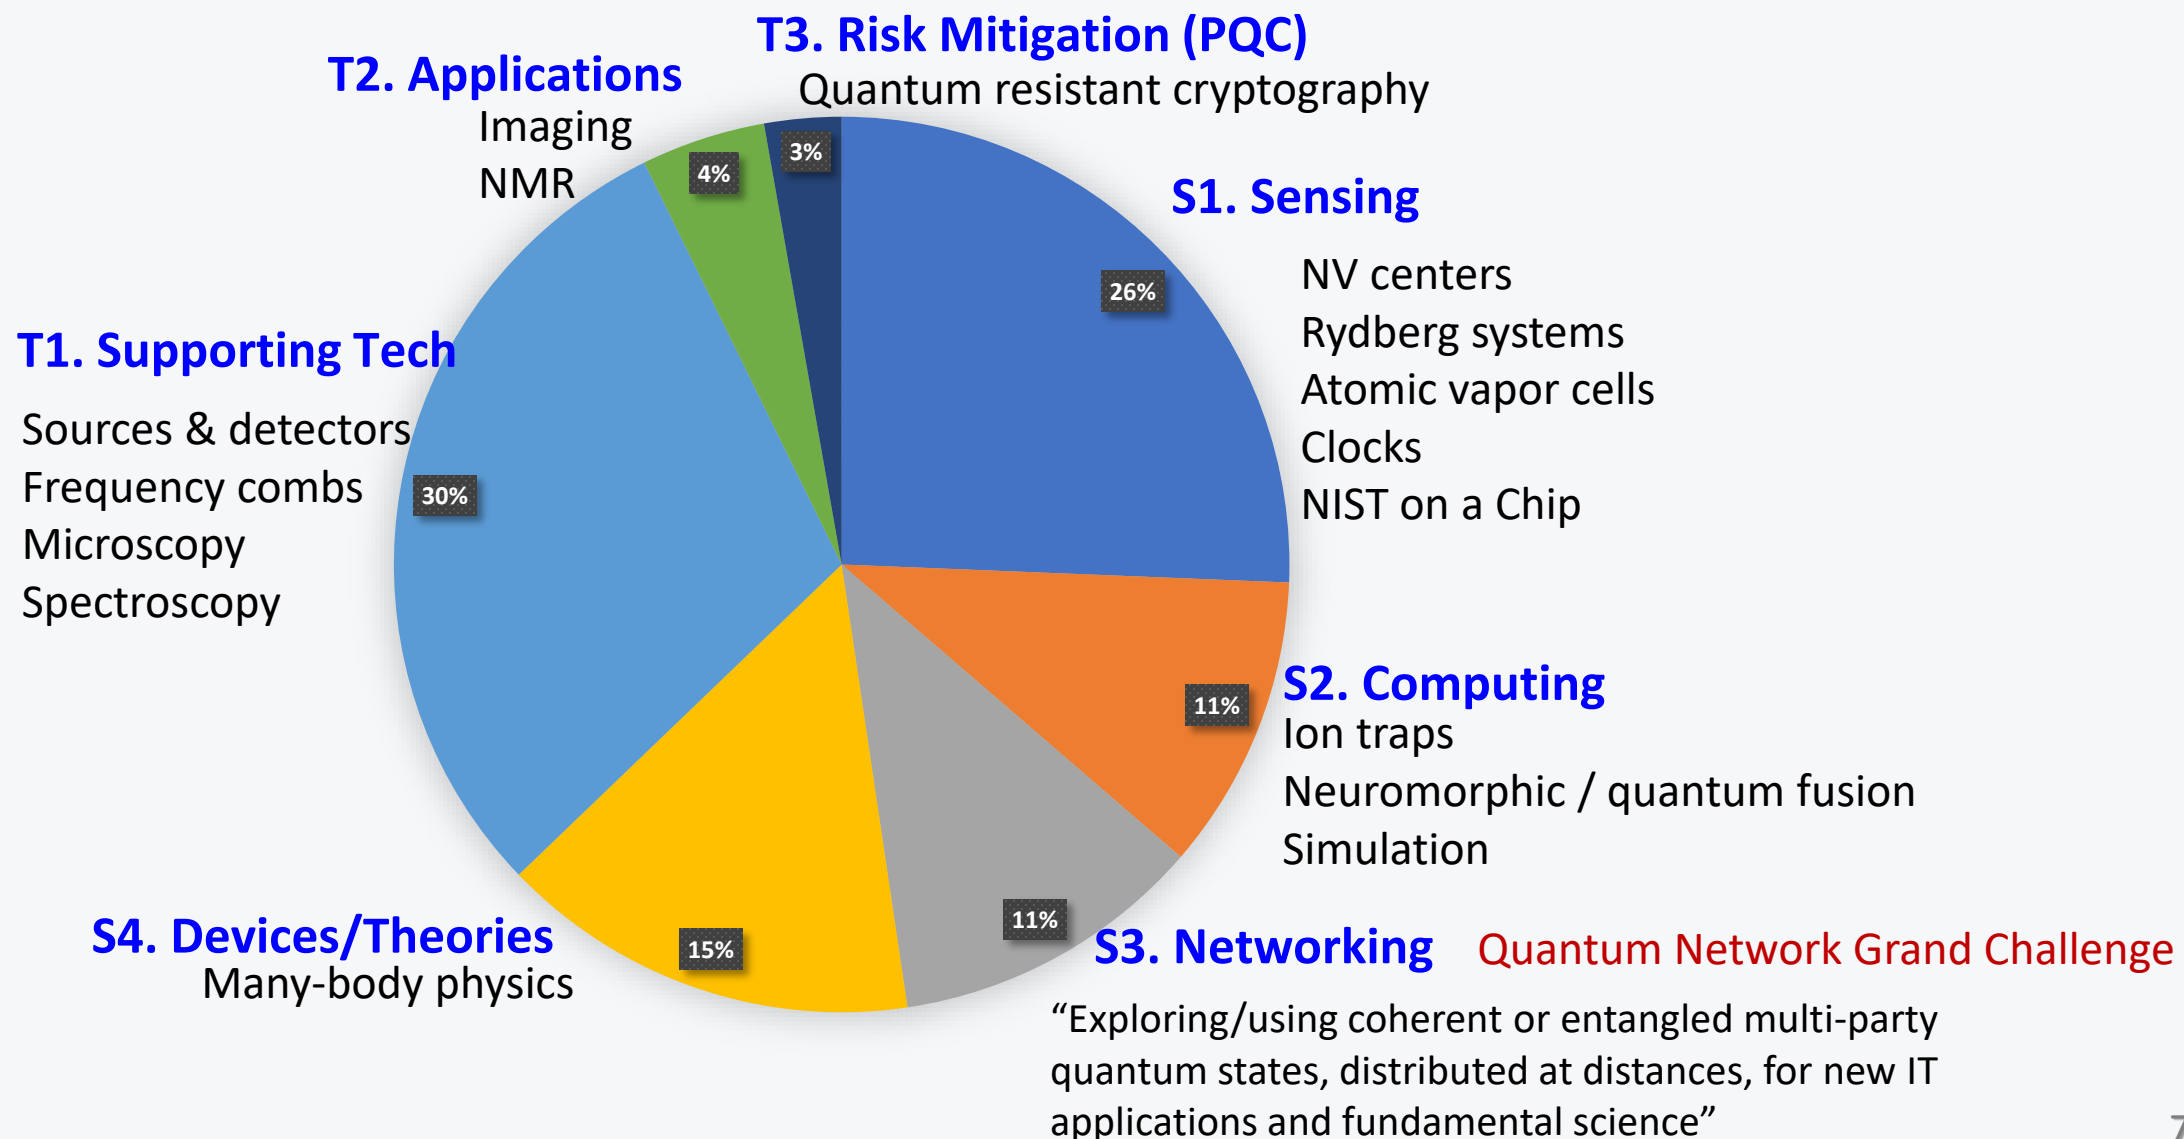 T3. Risk Mitigation (PQC)
Quantum resistant cryptography
3%
S1. Sensing
NV centers
Rydberg systems
Atomic vapor cells
Clocks
NIST on a Chip
26%
S2. Computing
Ion traps
Neuromorphic / quantum fusion
Simulation
11%
S3. Networking Quantum Network Grand Challenge
“Exploring/using coherent or entangled multi-party
quantum states, distributed at distances, for new IT
applications and fundamental science”
11%
S4. Devices/Theories
Many-body physics
15%
T1. Supporting Tech
Sources & detectors
Frequency combs
Microscopy
Spectroscopy
30%
T2. Applications
Imaging
NMR
4%
7